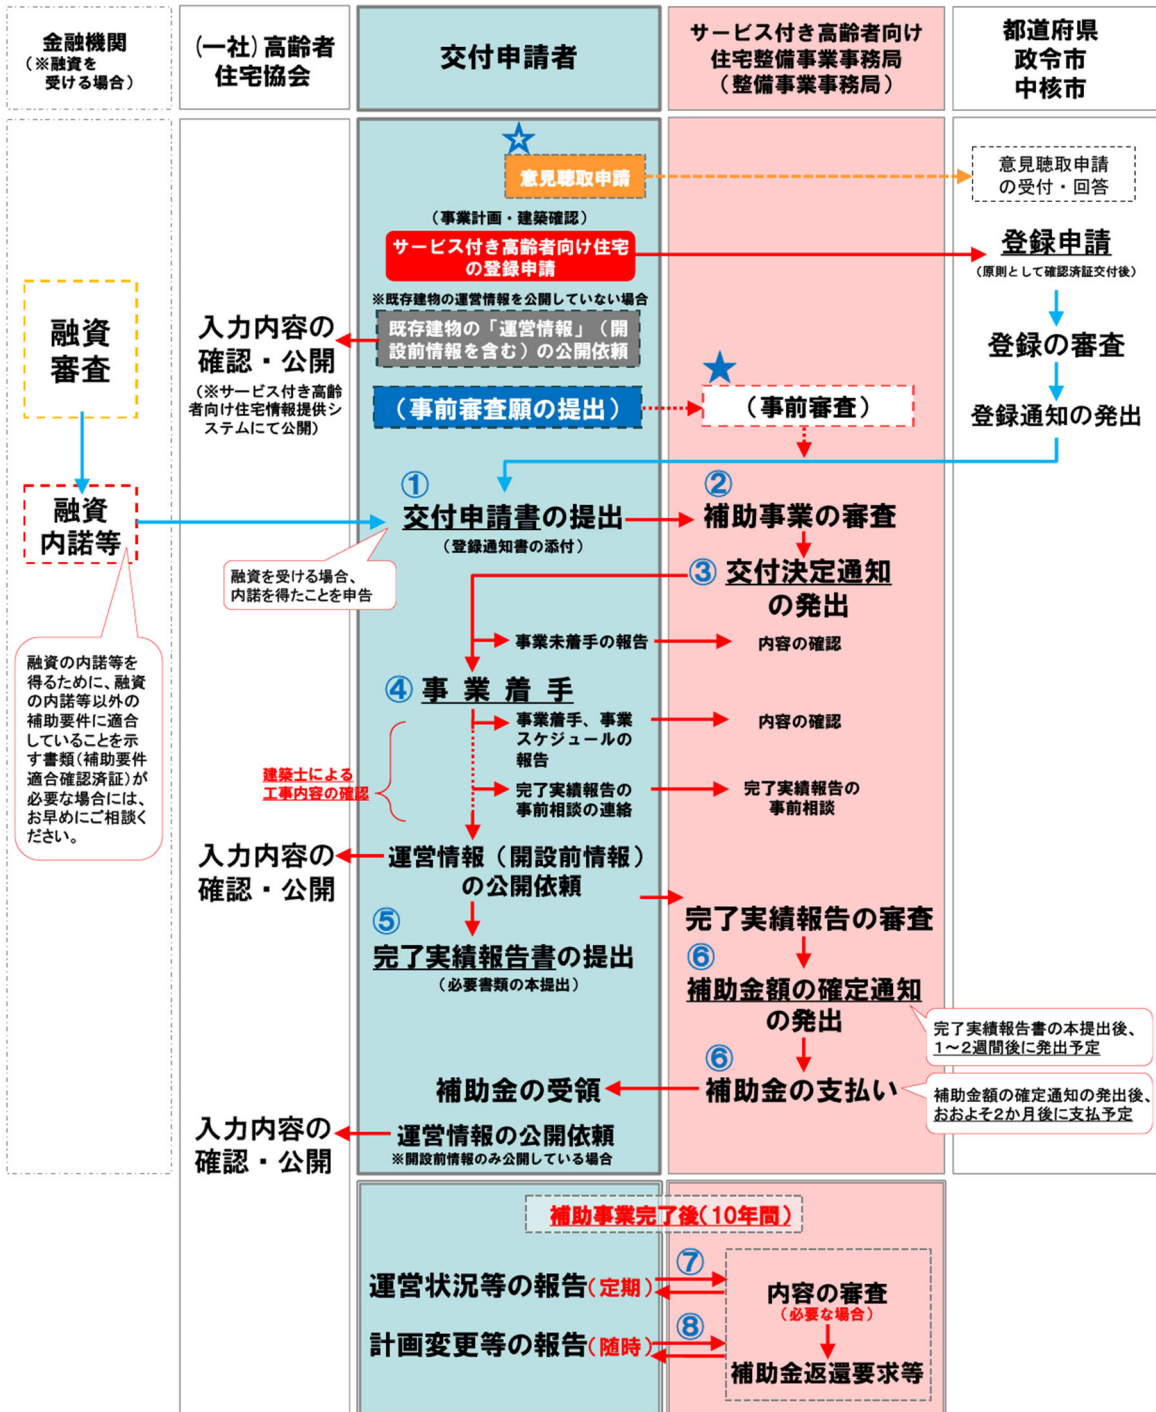 金融機関
（※融資を
受ける場合）
（一社）高齢者
住宅協会
交付申請者
サービス付き高齢者向け
住宅整備事業事務局
（整備事業事務局）
都道府県
政令市
中核市
意見聴取申請
意見聴取申請
の受付・回答
（事業計画・建築確認）
サービス付き高齢者向け住宅
の登録申請
登録申請
（原則として確認済証交付後）
※既存建物の運営情報を公開していない場合
既存建物の「運営情報」（開
設前情報を含む）の公開依頼
入力内容の
確認・公開
（※サービス付き高齢
者向け住宅情報提供シ
ステムにて公開）
融資
審査
登録の審査
（事前審査願の提出）
（事前審査）
登録通知の発出
融資
内諾等
①
交付申請書の提出
（登録通知書の添付）
②
補助事業の審査
融資を受ける場合、
内諾を得たことを申告
③ 交付決定通知
の発出
事業未着手の報告
内容の確認
融資の内諾等を
得るために、融資
の内諾等以外の
補助要件に適合
していることを示
す書類（補助要件
適合確認済証）が
必要な場合には、
お早めにご相談く
ださい。
④ 事業着手
事業着手、事業
スケジュールの
報告
内容の確認
建築士による
工事内容の確認
完了実績報告の
事前相談の連絡
完了実績報告の
事前相談
運営情報（開設前情報）
の公開依頼
入力内容の
確認・公開
⑤
完了実績報告書の提出
（必要書類の本提出）
完了実績報告の審査
⑥
補助金額の確定通知
の発出
完了実績報告書の本提出後、
1～2週間後に発出予定
⑥
補助金の支払い
補助金の受領
補助金額の確定通知の発出後、
おおよそ2か月後に支払予定
運営情報の公開依頼
※開設前情報のみ公開している場合
入力内容の
確認・公開
補助事業完了後（10年間）
運営状況等の報告（定期）
⑦
内容の審査
（必要な場合）
計画変更等の報告（随時）
⑧
補助金返還要求等